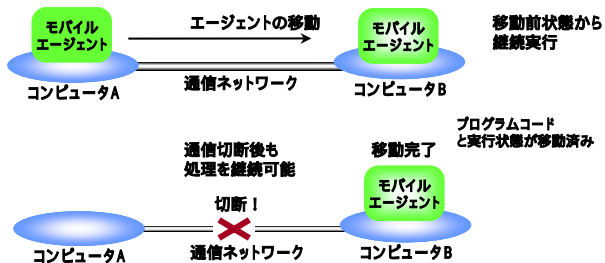 モバイル
エージェント
エージェントの移動
モバイル
エージェント
移動前状態から
継続実行
通信ネットワーク
コンピュータA
コンピュータB
プログラムコード
と実行状態が移動済み
通信切断後も
処理を継続可能
移動完了
切断！
モバイル
エージェント
コンピュータA
通信ネットワーク
コンピュータB